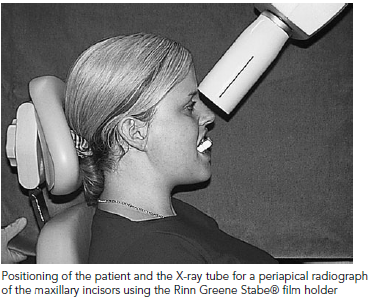 Positioning of the patient and the X-ray tube for a periapical radiograph
of the maxillary incisors using the Rinn Greene Stabe® film holder